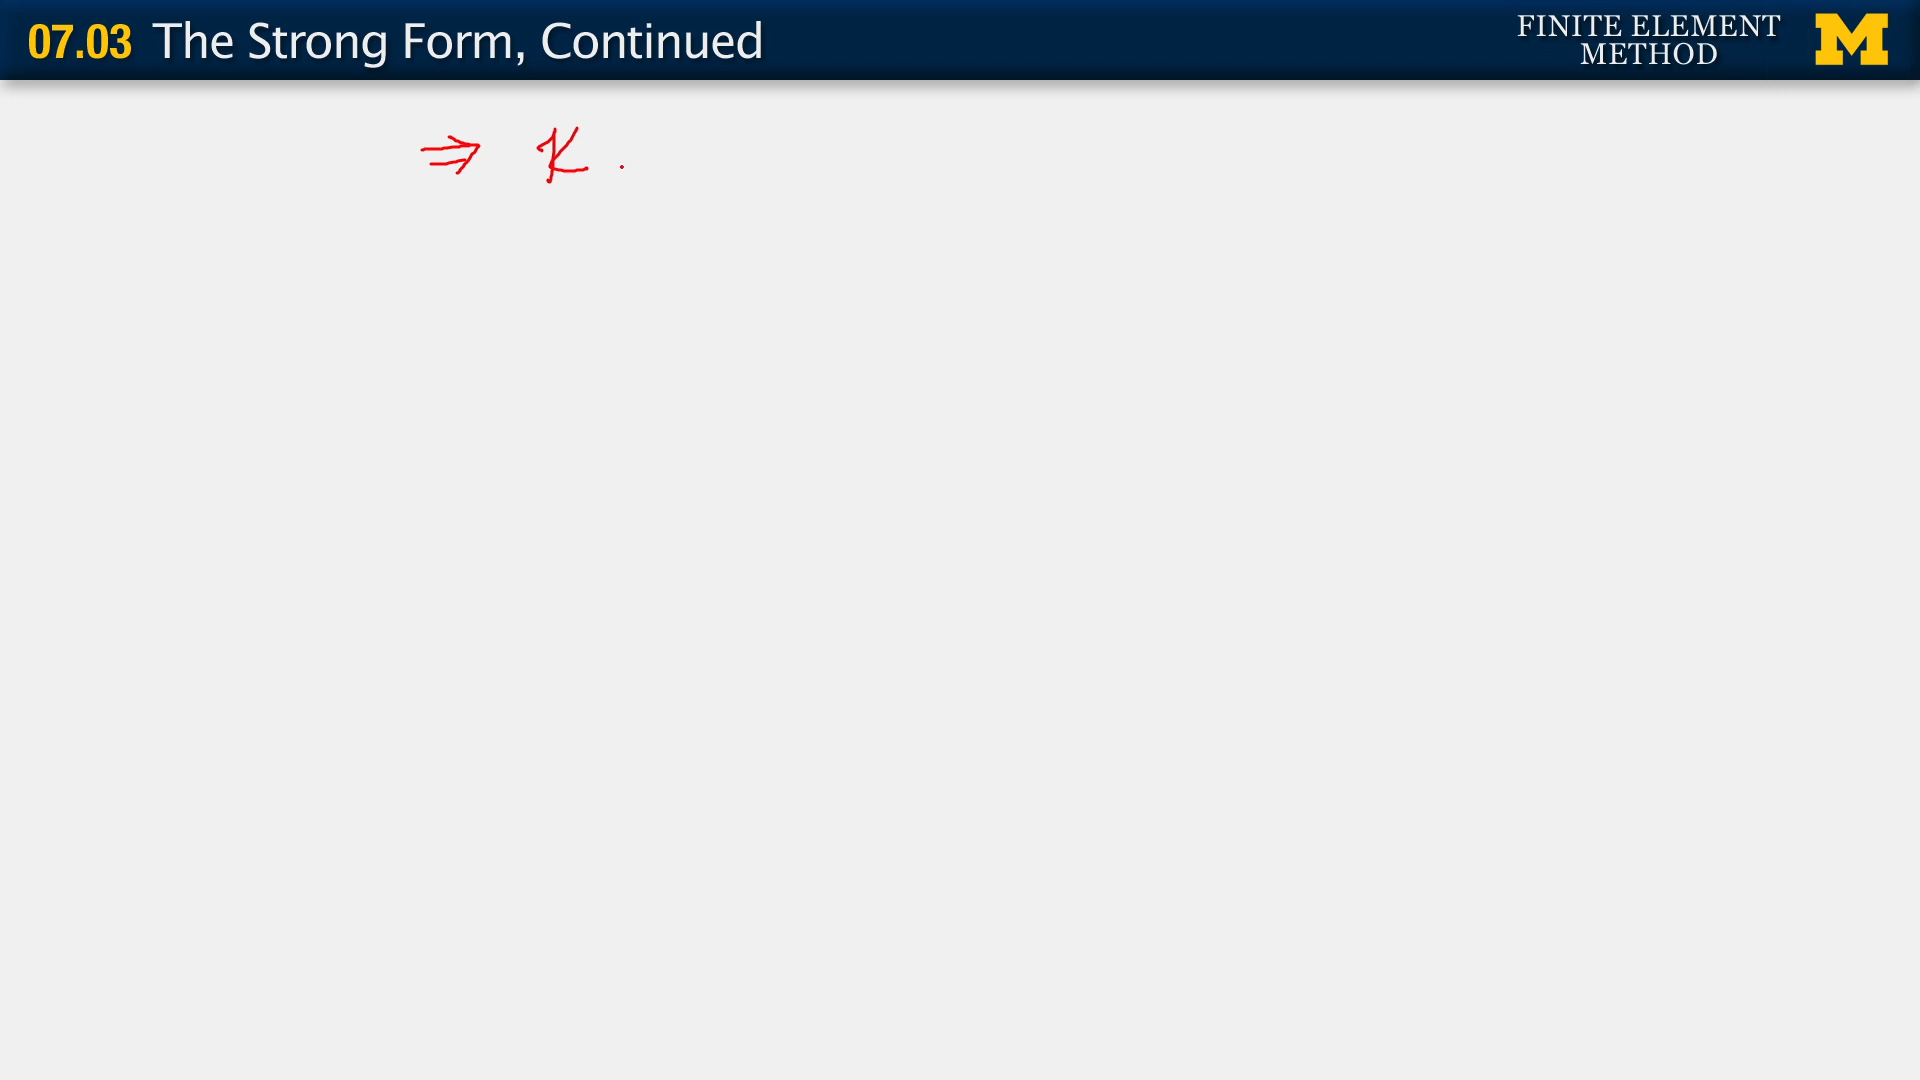 07.03 The Strong Form, Continued
FINITE ELEMENT
METHOD
M
⇒ K .